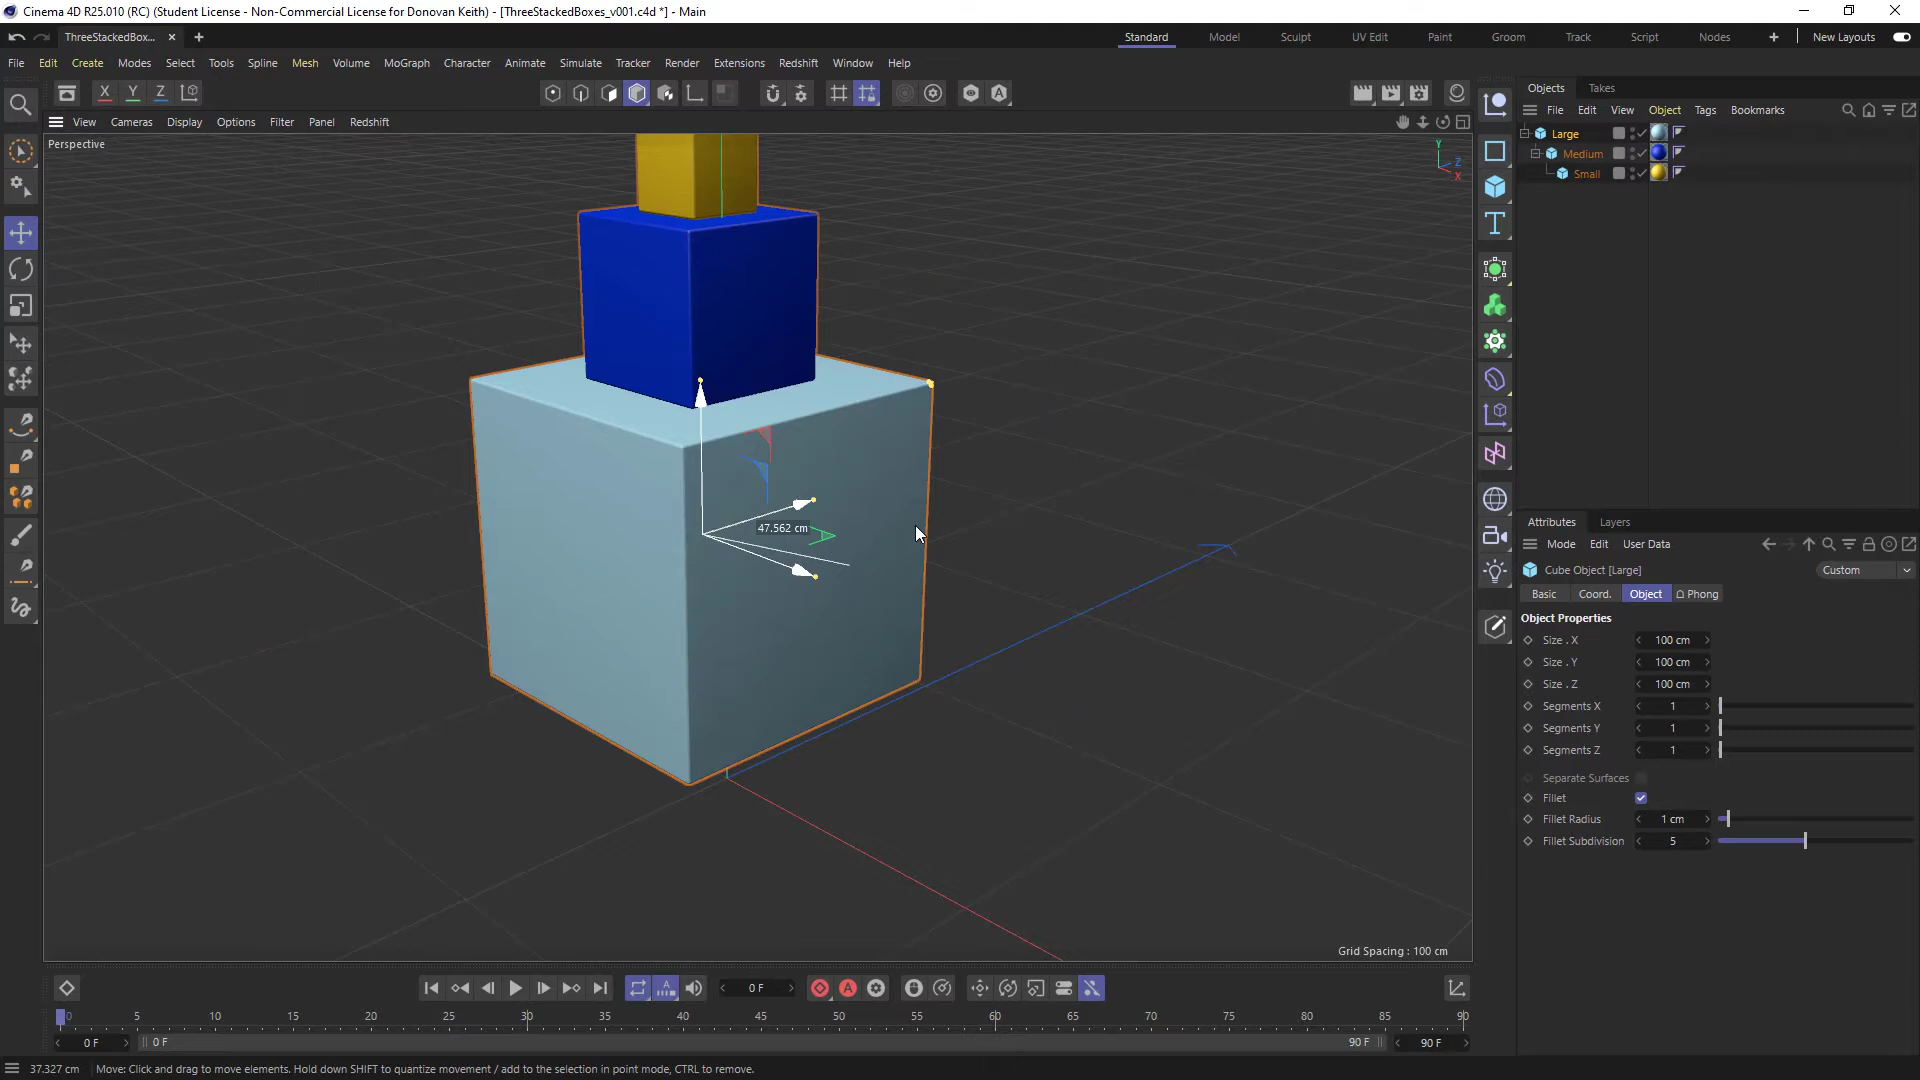 Cinema 4D R25.010 (RC) (Student License - Non-Commercial License for Donovan Keith) - [ThreeStackedBoxes_v001.c4d *] - Main
ThreeStackedBox...
Standard Model Sculpt UV Edit Paint Groom Track Script Nodes New Layouts
File Edit Create Modes Select Tools Spline Mesh Volume MoGraph Character Animate Simulate Tracker Render Extensions Redshift Window Help
X Y Z
View Cameras Display Options Filter Panel Redshift
Perspective
Y
Z
X
47.562 cm
Grid Spacing : 100 cm
Objects Takes
File Edit View Object Tags Bookmarks
Large
Medium
Small
Attributes Layers
Mode Edit User Data
Cube Object [Large] Custom
Basic Coord. Object Phong
Object Properties
Size . X 100 cm
Size . Y 100 cm
Size . Z 100 cm
Segments X 1
Segments Y 1
Segments Z 1
Separate Surfaces
Fillet
Fillet Radius 1 cm
Fillet Subdivision 5
0 F
0 5 10 15 20 25 30 35 40 45 50 55 60 65 70 75 80 85 90
0 F 0 F 90 F 90 F
37.327 cm Move: Click and drag to move elements. Hold down SHIFT to quantize movement / add to the selection in point mode, CTRL to remove.